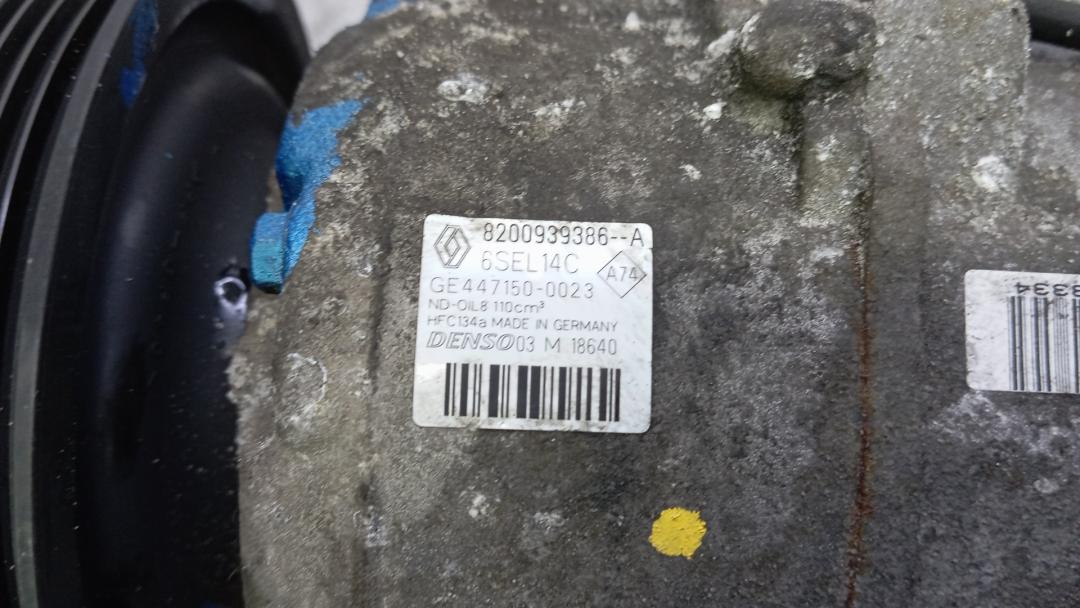 8200939386--A
6SEL14C
A74
GE447150-0023
ND-OIL8 110cm³
HFC134a MADE IN GERMANY
DENSO 03 M 18640